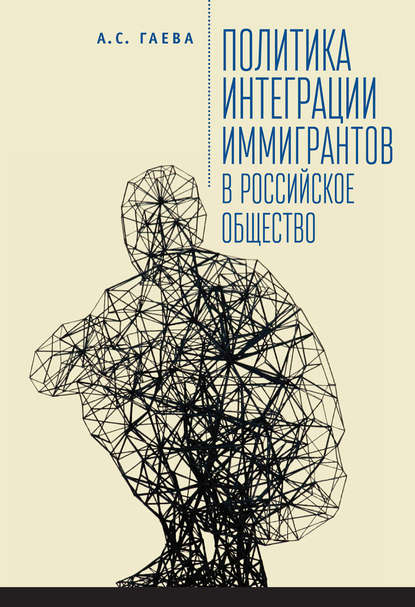 А.С. ГАЕВА
ПОЛИТИКА
ИНТЕГРАЦИИ
ИММИГРАНТОВ
В РОССИЙСКОЕ
ОБЩЕСТВО